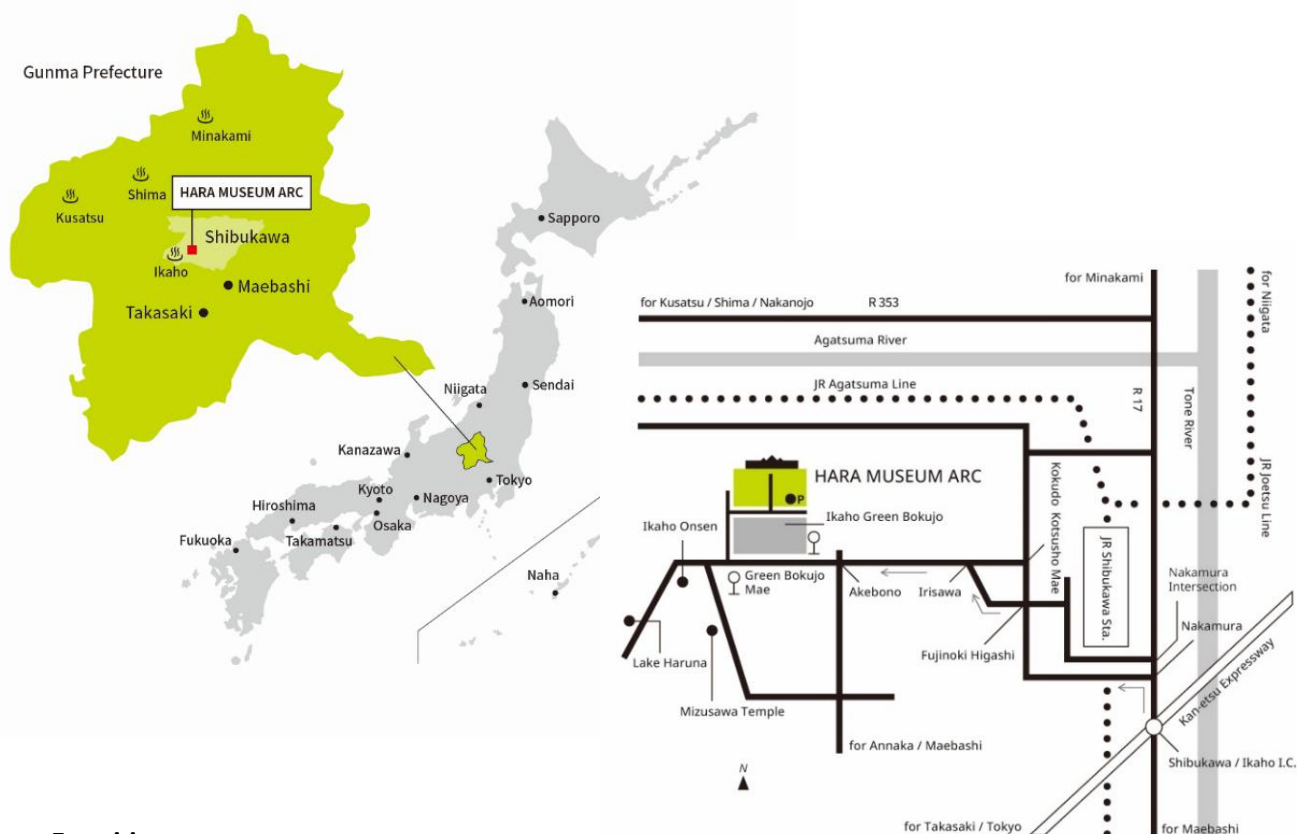 Gunma Prefecture
Minakami
Shima
HARA MUSEUM ARC
Kusatsu
Shibukawa
Ikaho
Maebashi
Takasaki
Sapporo
Aomori
Sendai
Niigata
Kanazawa
Tokyo
Kyoto
Nagoya
Hiroshima
Osaka
Fukuoka
Takamatsu
Naha
for Minakami
for Niigata
for Kusatsu / Shima / Nakanojo
R 353
Agatsuma River
JR Agatsuma Line
R 17
Tone River
JR Joetsu Line
HARA MUSEUM ARC
P
Kokudo Kotsusho Mae
Ikaho Onsen
Ikaho Green Bokujo
JR Shibukawa Sta.
Green Bokujo
Mae
Akebono
Irisawa
Nakamura
Intersection
Nakamura
Fujinoki Higashi
Lake Haruna
Kan-etsu Expressway
Mizusawa Temple
for Annaka / Maebashi
Shibukawa / Ikaho I.C.
N
for Takasaki / Tokyo
for Maebashi